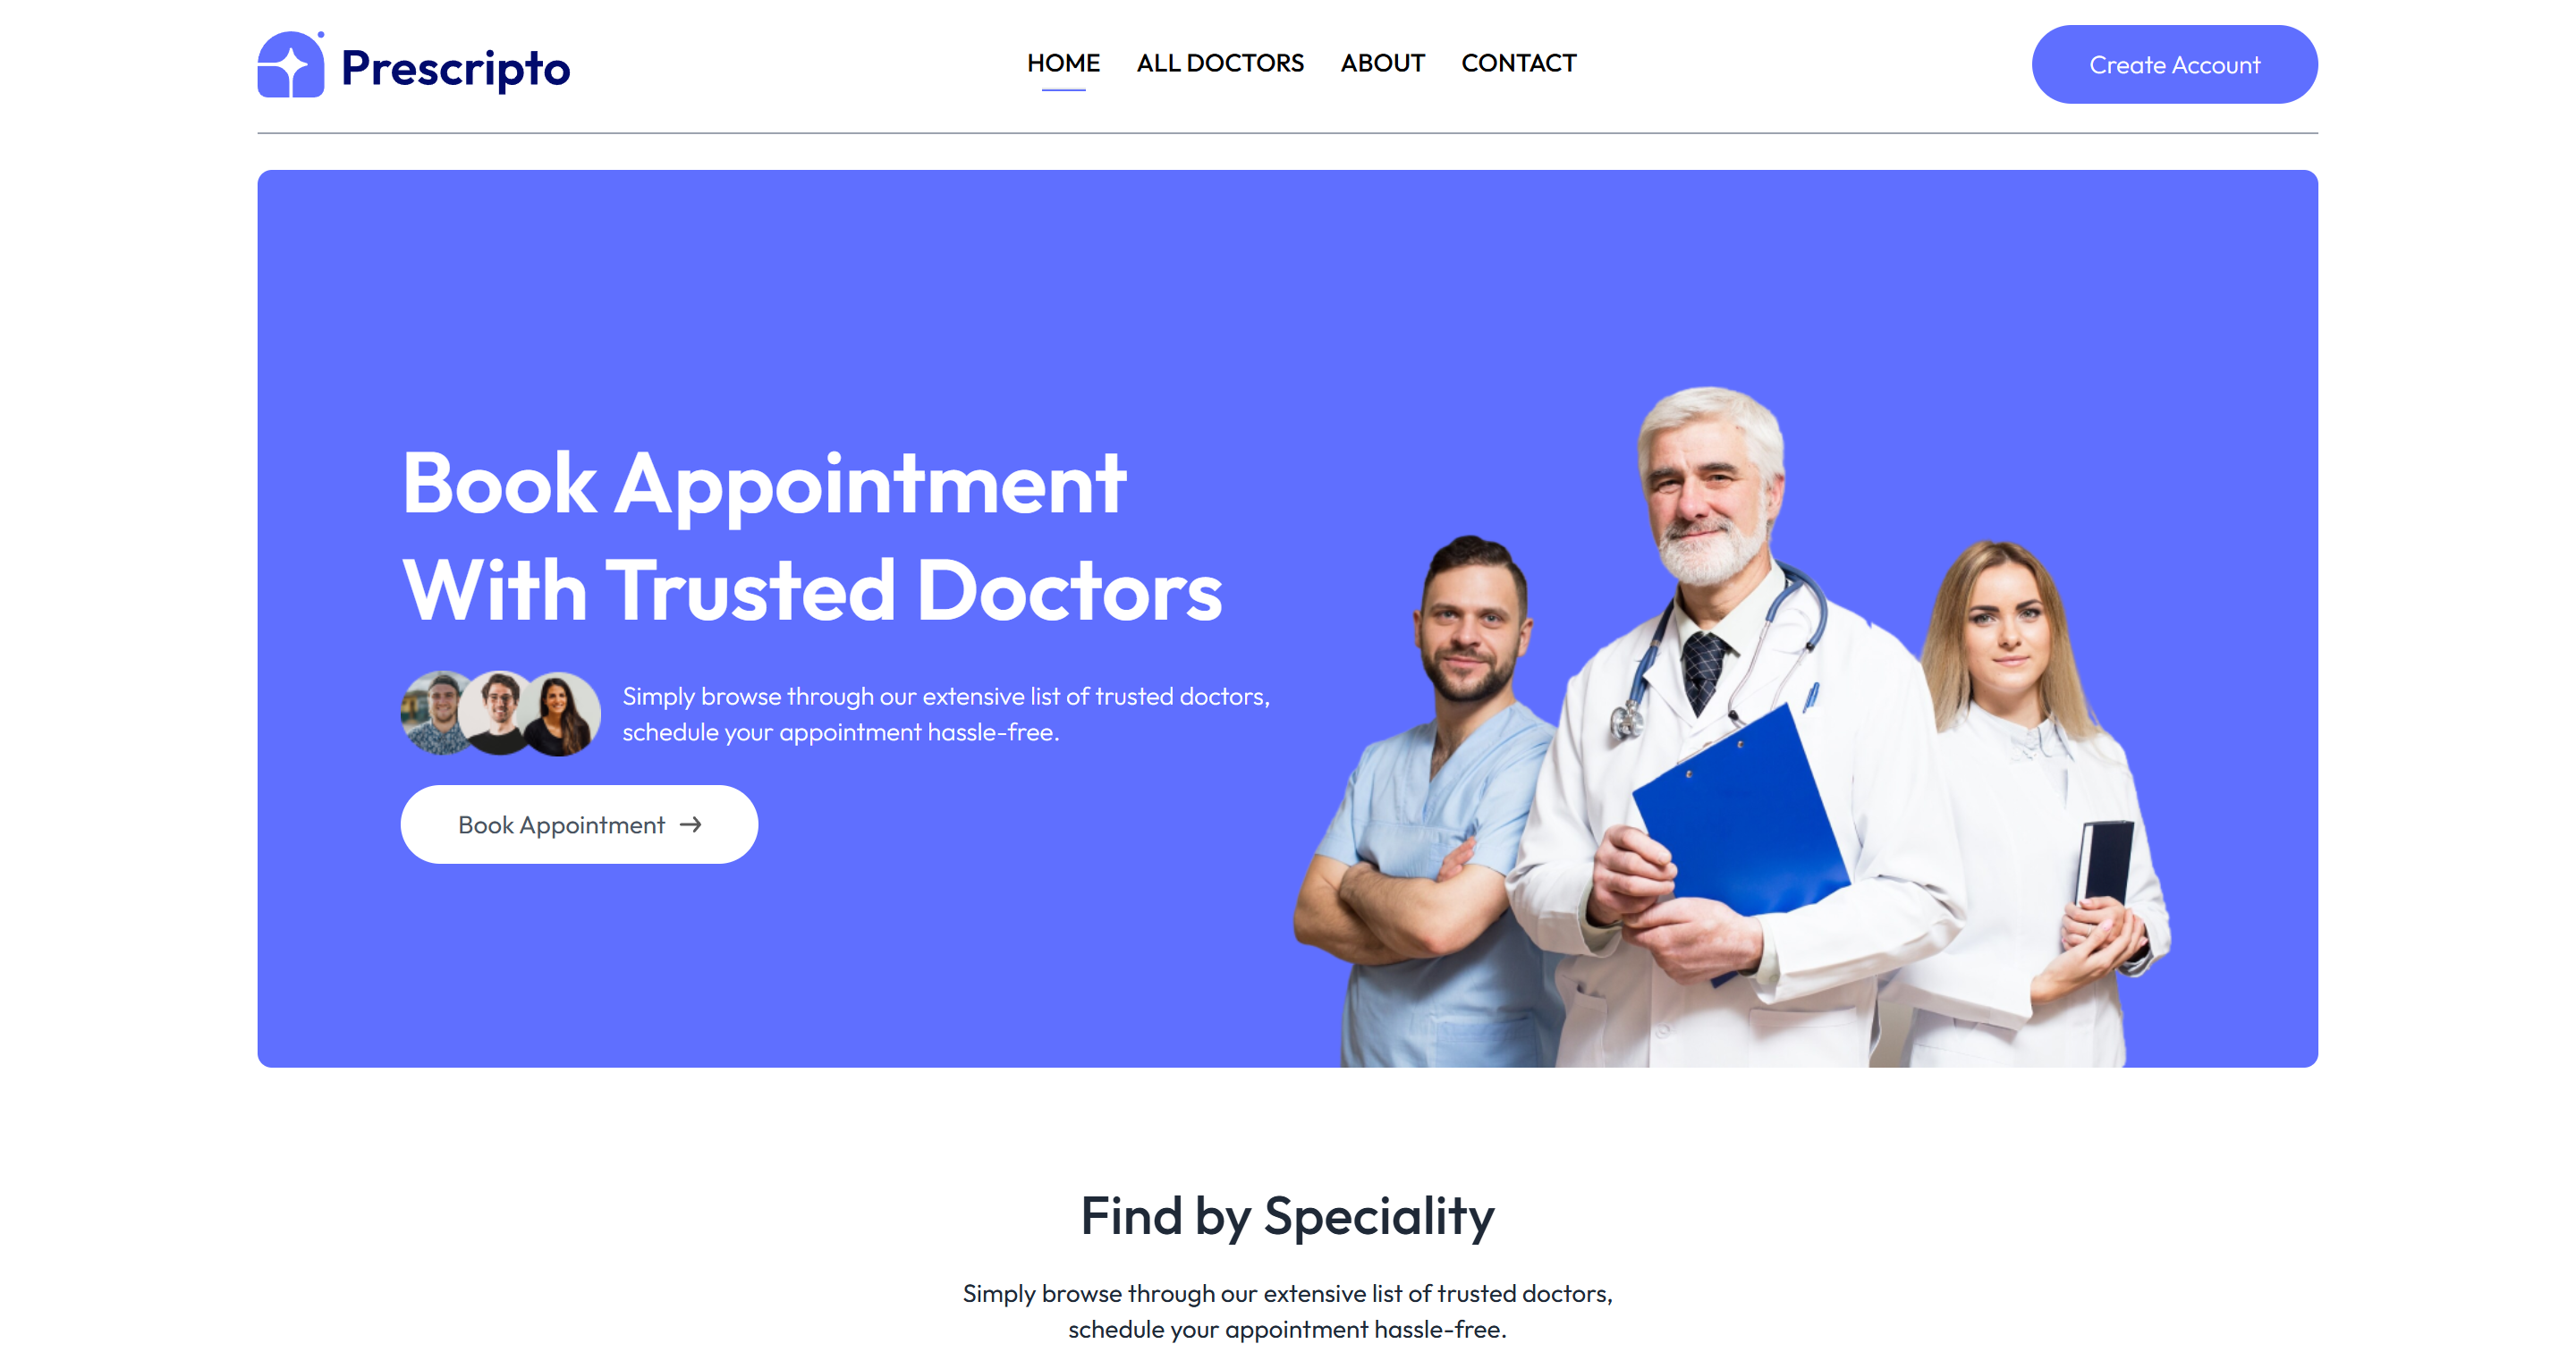 Prescripto
HOME
ALL DOCTORS
ABOUT
CONTACT
Create Account
Book Appointment
With Trusted Doctors
Simply browse through our extensive list of trusted doctors,
schedule your appointment hassle-free.
Book Appointment →
Find by Speciality
Simply browse through our extensive list of trusted doctors,
schedule your appointment hassle-free.